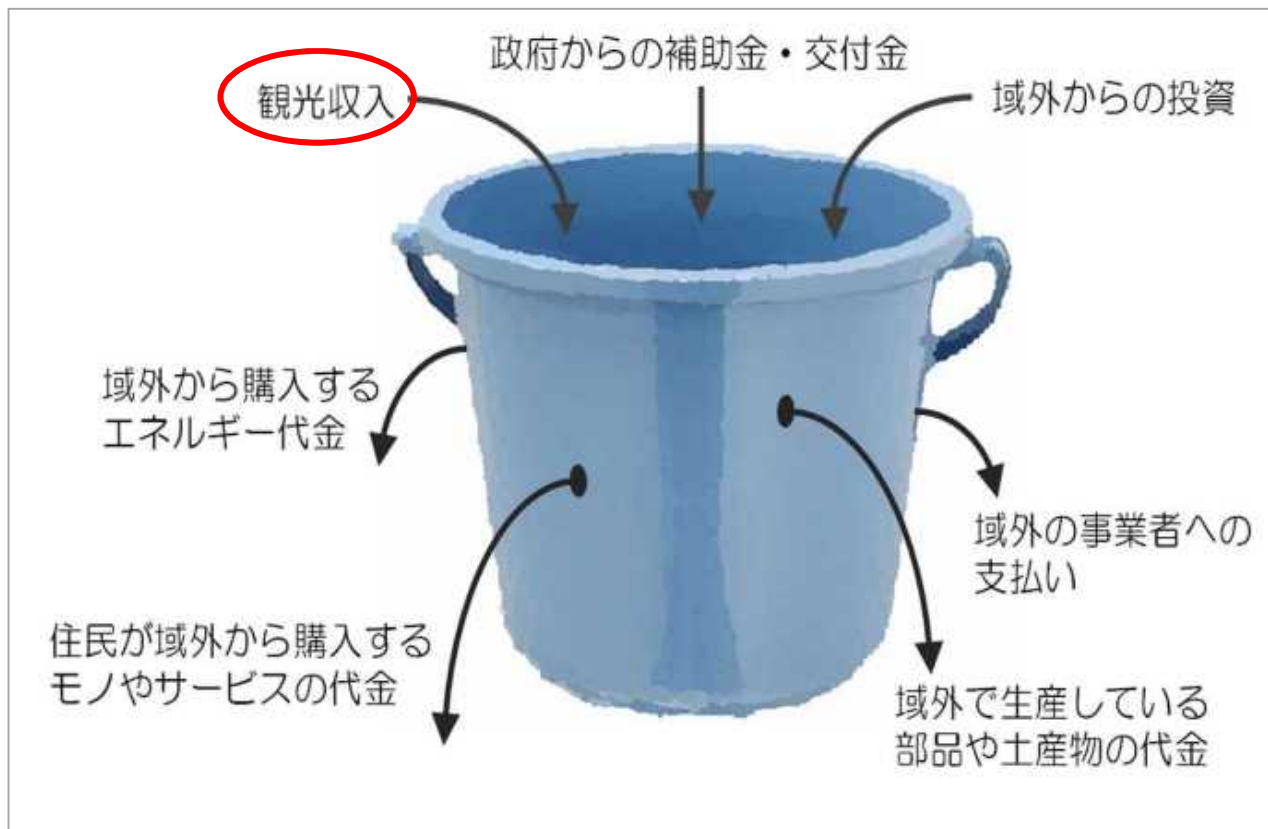 政府からの補助金・交付金
観光収入
域外からの投資
域外から購入する
エネルギー代金
域外の事業者への
支払い
住民が域外から購入する
モノやサービスの代金
域外で生産している
部品や土産物の代金